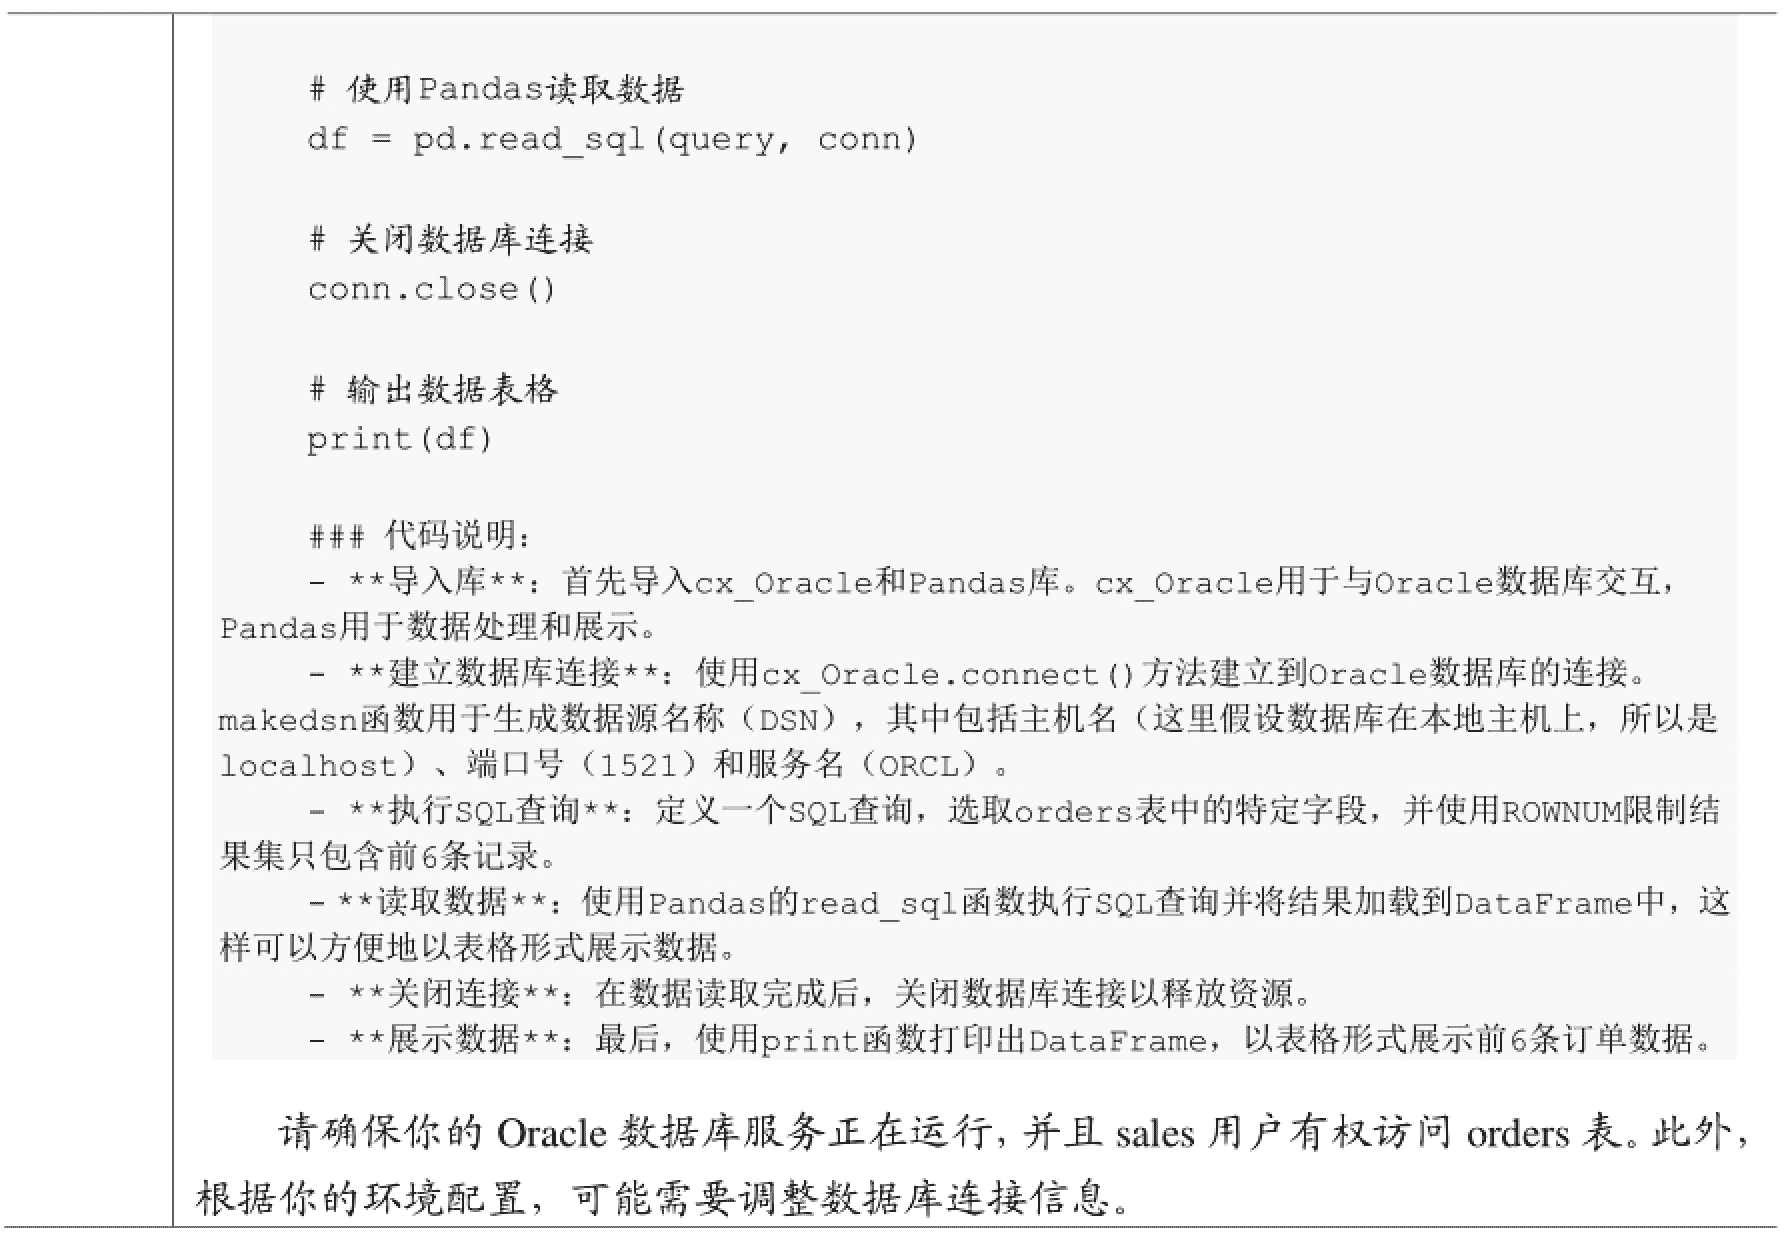 # 使用Pandas读取数据
df = pd.read_sql(query, conn)
# 关闭数据库连接
conn.close()
# 输出数据表格
print(df)
### 代码说明：
- **导入库**：首先导入cx_Oracle和Pandas库。cx_Oracle用于与Oracle数据库交互，
Pandas用于数据处理和展示。
- **建立数据库连接**：使用cx_Oracle.connect()方法建立到Oracle数据库的连接。
makedsn函数用于生成数据源名称（DSN），其中包括主机名（这里假设数据库在本地主机上，所以是
localhost）、端口号（1521）和服务名（ORCL）。
- **执行SQL查询**：定义一个SQL查询，选取orders表中的特定字段，并使用ROWNUM限制结
果集只包含前6条记录。
- **读取数据**：使用Pandas的read_sql函数执行SQL查询并将结果加载到DataFrame中，这
样可以方便地以表格形式展示数据。
- **关闭连接**：在数据读取完成后，关闭数据库连接以释放资源。
- **展示数据**：最后，使用print函数打印出DataFrame，以表格形式展示前6条订单数据。
请确保你的 Oracle 数据库服务正在运行，并且 sales 用户有权访问 orders 表。此外，
根据你的环境配置，可能需要调整数据库连接信息。